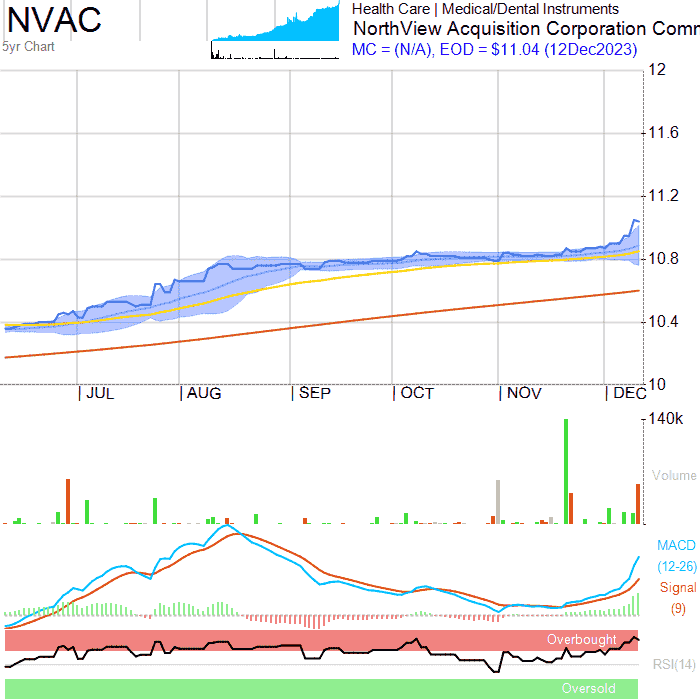 NVAC
5yr Chart
Health Care | Medical/Dental Instruments
NorthView Acquisition Corporation Comm
MC = (N/A), EOD = $11.04 (12Dec2023)
12
11.6
11.2
10.8
10.4
10
| JUL | AUG | SEP | OCT | NOV | DEC
140k
Volume
MACD
(12-26)
Signal
(9)
Overbought
RSI(14)
Oversold